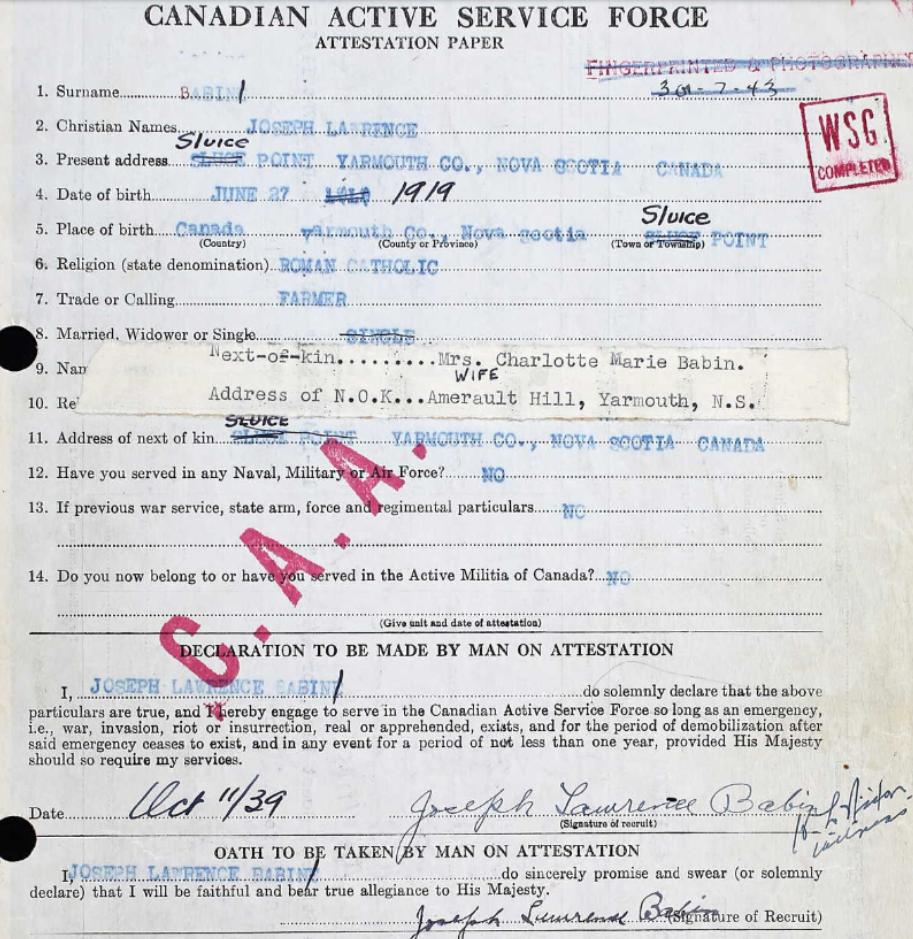 CANADIAN ACTIVE SERVICE FORCE
ATTESTATION PAPER
FINGERPRINTED & PHOTOGRAPHED
WSG.
COMPLETED
1. Surname BABIN
2. Christian Names JOSEPH LAWRENCE
Sluice
3. Present address SLUCE POINT YARMOUTH CO., NOVA SCOTIA CANADA
4. Date of birth JUNE 27 1919
Sluice
5. Place of birth Canada Yarmouth Co., Nova Scotia SLUCE POINT
(Country) (County or Province) (Town or Township)
6. Religion (state denomination) ROMAN CATHOLIC
7. Trade or Calling FARMER
8. Married, Widower or Single SINGLE
9. Nam
Next-of-kin.........Mrs. Charlotte Marie Babin.
WIFE
10. Re
Address of N.O.K...Amerault Hill, Yarmouth, N.S.
SLUICE
11. Address of next of kin SLUCE POINT YARMOUTH CO., NOVA SCOTIA CANADA
12. Have you served in any Naval, Military or Air Force? NO
13. If previous war service, state arm, force and regimental particulars NO
14. Do you now belong to or have you served in the Active Militia of Canada? NO
(Give unit and date of attestation)
C.A.A.
DECLARATION TO BE MADE BY MAN ON ATTESTATION
I, JOSEPH LAWRENCE BABINE do solemnly declare that the above
particulars are true, and I hereby engage to serve in the Canadian Active Service Force so long as an emergency,
i.e., war, invasion, riot or insurrection, real or apprehended, exists, and for the period of demobilization after
said emergency ceases to exist, and in any event for a period of not less than one year, provided His Majesty
should so require my services.
Date Oct 11/39 Joseph Lawrence Babin
(Signature of recruit)
witness
OATH TO BE TAKEN BY MAN ON ATTESTATION
I, JOSEPH LAWRENCE BABINE do sincerely promise and swear (or solemnly
declare) that I will be faithful and bear true allegiance to His Majesty.
Joseph Lawrence Babin (Signature of Recruit)